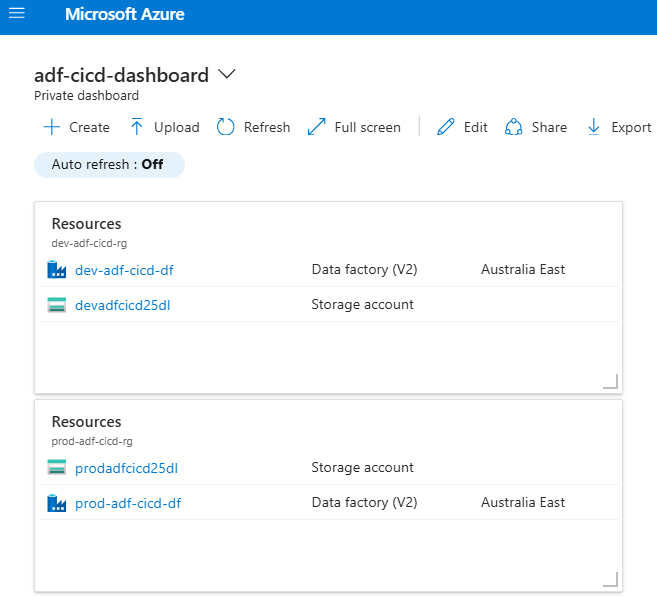 Microsoft Azure
adf-cicd-dashboard
Private dashboard
Create Upload Refresh Full screen Edit Share Export
Auto refresh : Off
Resources
dev-adf-cicd-rg
dev-adf-cicd-df Data factory (V2) Australia East
devadfcicd25dl Storage account
Resources
prod-adf-cicd-rg
prodadfcicd25dl Storage account
prod-adf-cicd-df Data factory (V2) Australia East